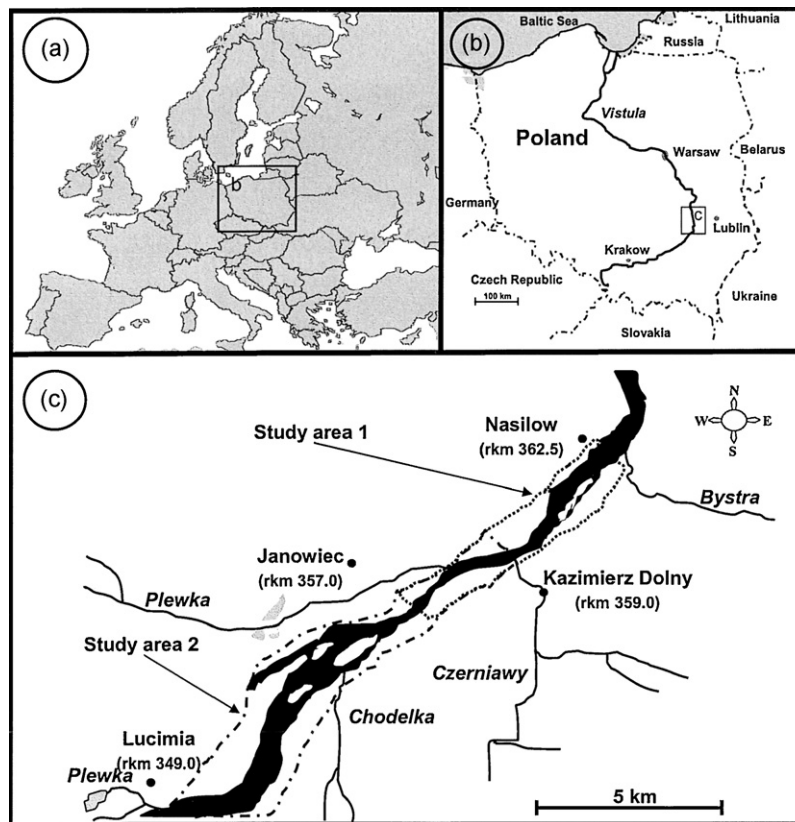 (a)
b
(b)
Baltic Sea
Lithuania
Russia
Vistula
Poland
Warsaw
Belarus
Germany
C
Lublin
Krakow
Czech Republic
100 km
Ukraine
Slovakia
(c)
Study area 1
Nasilow
(rkm 362.5)
N
W
E
S
Bystra
Janowiec
(rkm 357.0)
Kazimierz Dolny
(rkm 359.0)
Plewka
Study area 2
Czerniawy
Chodelka
Lucimia
(rkm 349.0)
Plewka
5 km